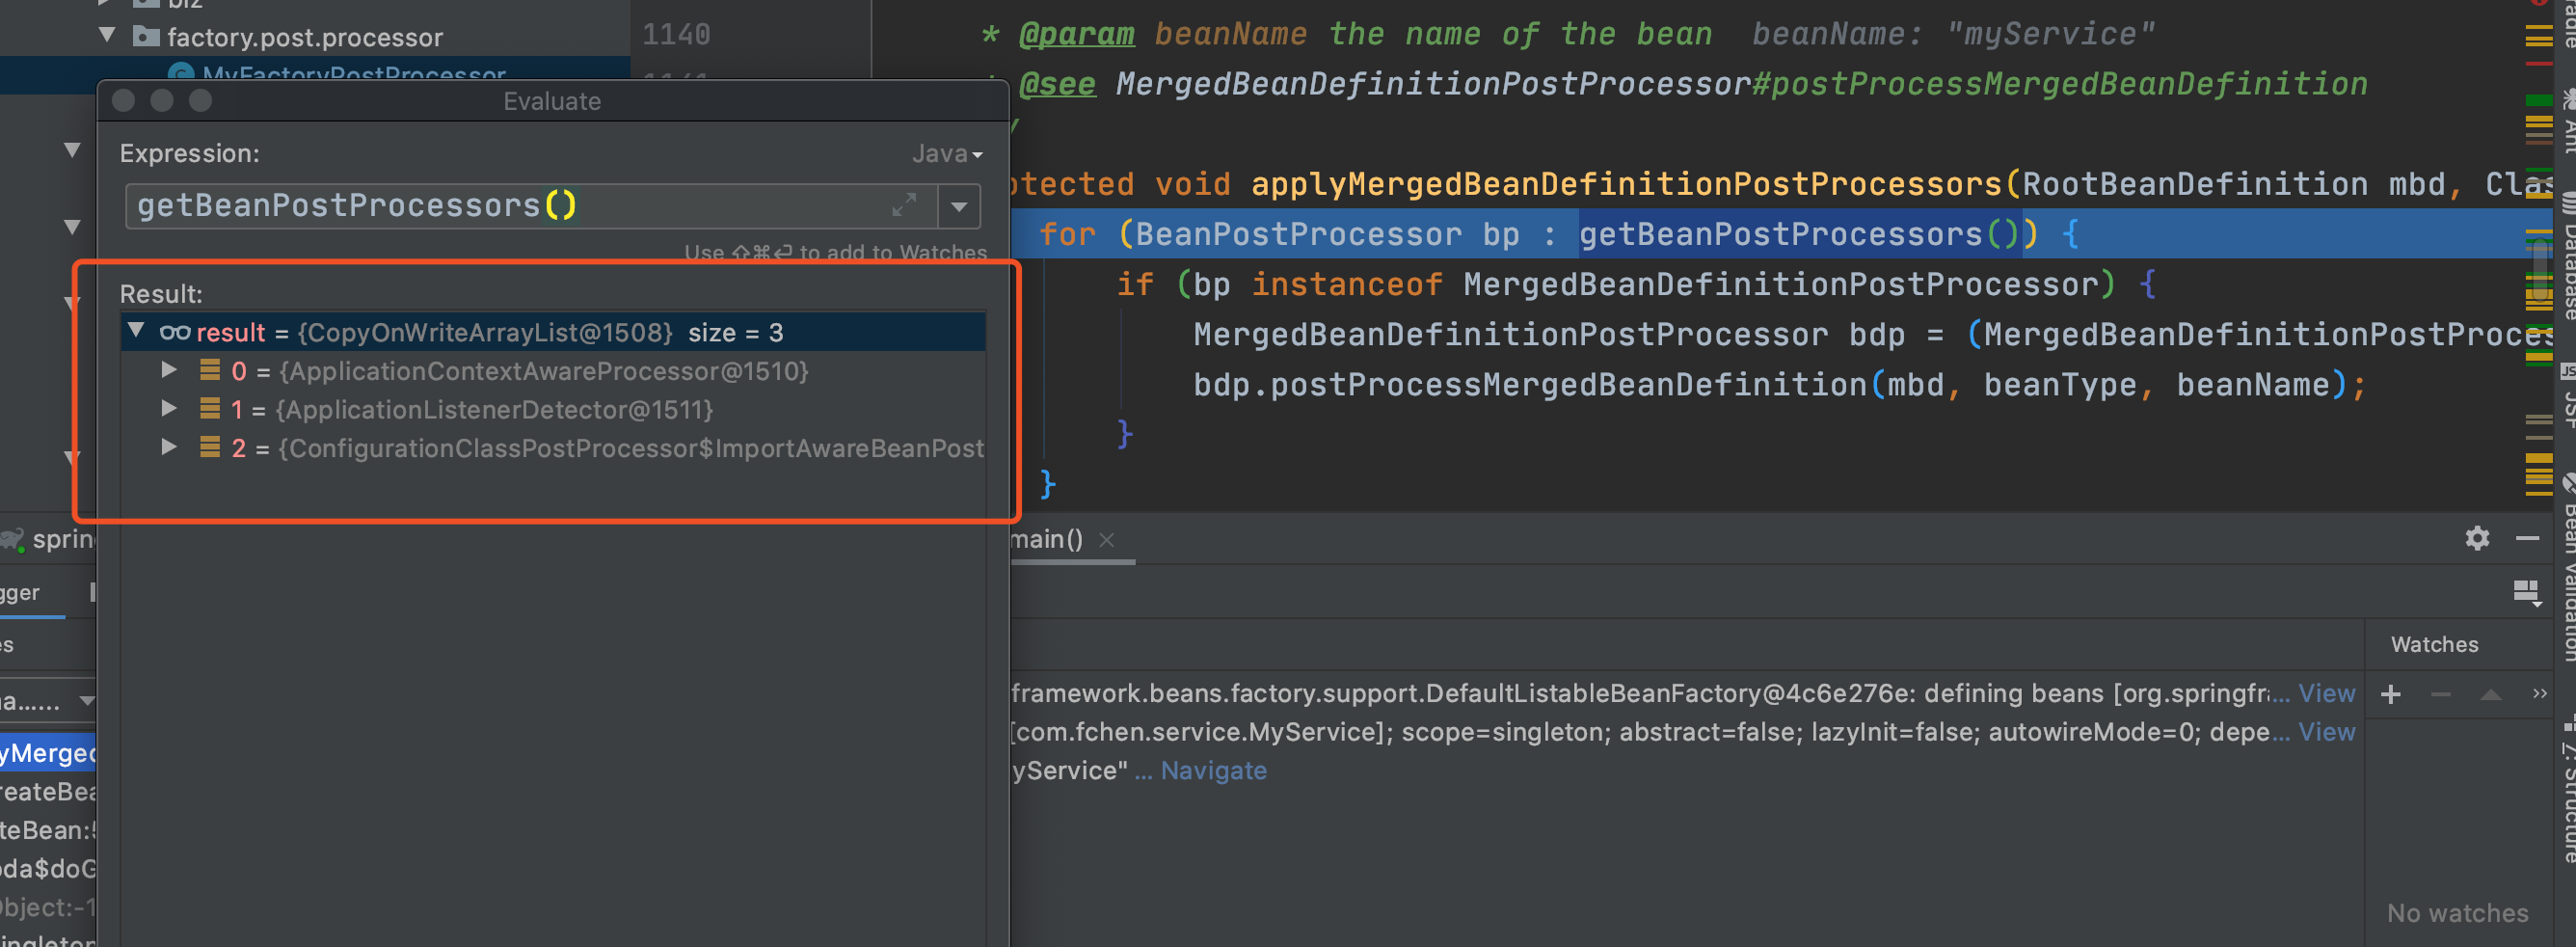 biz
factory.post.processor
MyFactoryPostProcessor
1140
* @param beanName the name of the bean beanName: "myService"
@see MergedBeanDefinitionPostProcessor#postProcessMergedBeanDefinition
/
otected void applyMergedBeanDefinitionPostProcessors(RootBeanDefinition mbd, Clas
for (BeanPostProcessor bp : getBeanPostProcessors()) {
if (bp instanceof MergedBeanDefinitionPostProcessor) {
MergedBeanDefinitionPostProcessor bdp = (MergedBeanDefinitionPostProces
bdp.postProcessMergedBeanDefinition(mbd, beanType, beanName);
}
}
Evaluate
Expression:
Java
getBeanPostProcessors()
Use ⇧⌘⏎ to add to Watches
Result:
result = {CopyOnWriteArrayList@1508} size = 3
0 = {ApplicationContextAwareProcessor@1510}
1 = {ApplicationListenerDetector@1511}
2 = {ConfigurationClassPostProcessor$ImportAwareBeanPost
sprin
main()
gger
es
Watches
a......
framework.beans.factory.support.DefaultListableBeanFactory@4c6e276e: defining beans [org.springfr... View
[com.fchen.service.MyService]; scope=singleton; abstract=false; lazyInit=false; autowireMode=0; depe... View
yService" ... Navigate
yMerged
reateBea
teBean:5
da$doG
Object:-1
ingleton
No watches
radle
Ant
Database
JSF
Bean Validation
7: Structure